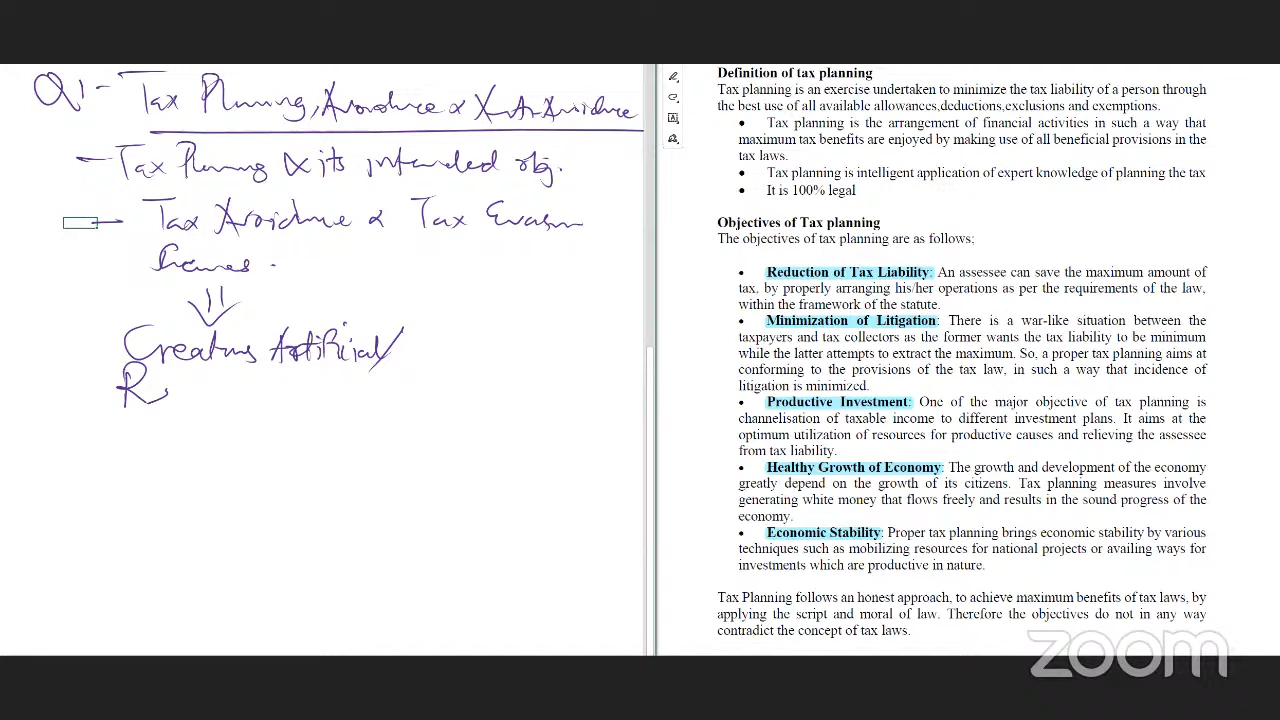 Q1 - Tax Planning, Avoidance &
- Tax Planning & its intended obj.
Tax Avoidance & Tax Evasion
Schemes.
Creating Artificial/
R
Definition of tax planning
Tax planning is an exercise undertaken to minimize the tax liability of a person through
the best use of all available allowances,deductions,exclusions and exemptions.
• Tax planning is the arrangement of financial activities in such a way that
maximum tax benefits are enjoyed by making use of all beneficial provisions in the
tax laws.
• Tax planning is intelligent application of expert knowledge of planning the tax
• It is 100% legal
Objectives of Tax planning
The objectives of tax planning are as follows;
• Reduction of Tax Liability: An assessee can save the maximum amount of
tax, by properly arranging his/her operations as per the requirements of the law,
within the framework of the statute.
• Minimization of Litigation: There is a war-like situation between the
taxpayers and tax collectors as the former wants the tax liability to be minimum
while the latter attempts to extract the maximum. So, a proper tax planning aims at
conforming to the provisions of the tax law, in such a way that incidence of
litigation is minimized.
• Productive Investment: One of the major objective of tax planning is
channelisation of taxable income to different investment plans. It aims at the
optimum utilization of resources for productive causes and relieving the assessee
from tax liability.
• Healthy Growth of Economy: The growth and development of the economy
greatly depend on the growth of its citizens. Tax planning measures involve
generating white money that flows freely and results in the sound progress of the
economy.
• Economic Stability: Proper tax planning brings economic stability by various
techniques such as mobilizing resources for national projects or availing ways for
investments which are productive in nature.
Tax Planning follows an honest approach, to achieve maximum benefits of tax laws, by
applying the script and moral of law. Therefore the objectives do not in any way
contradict the concept of tax laws.
zoom